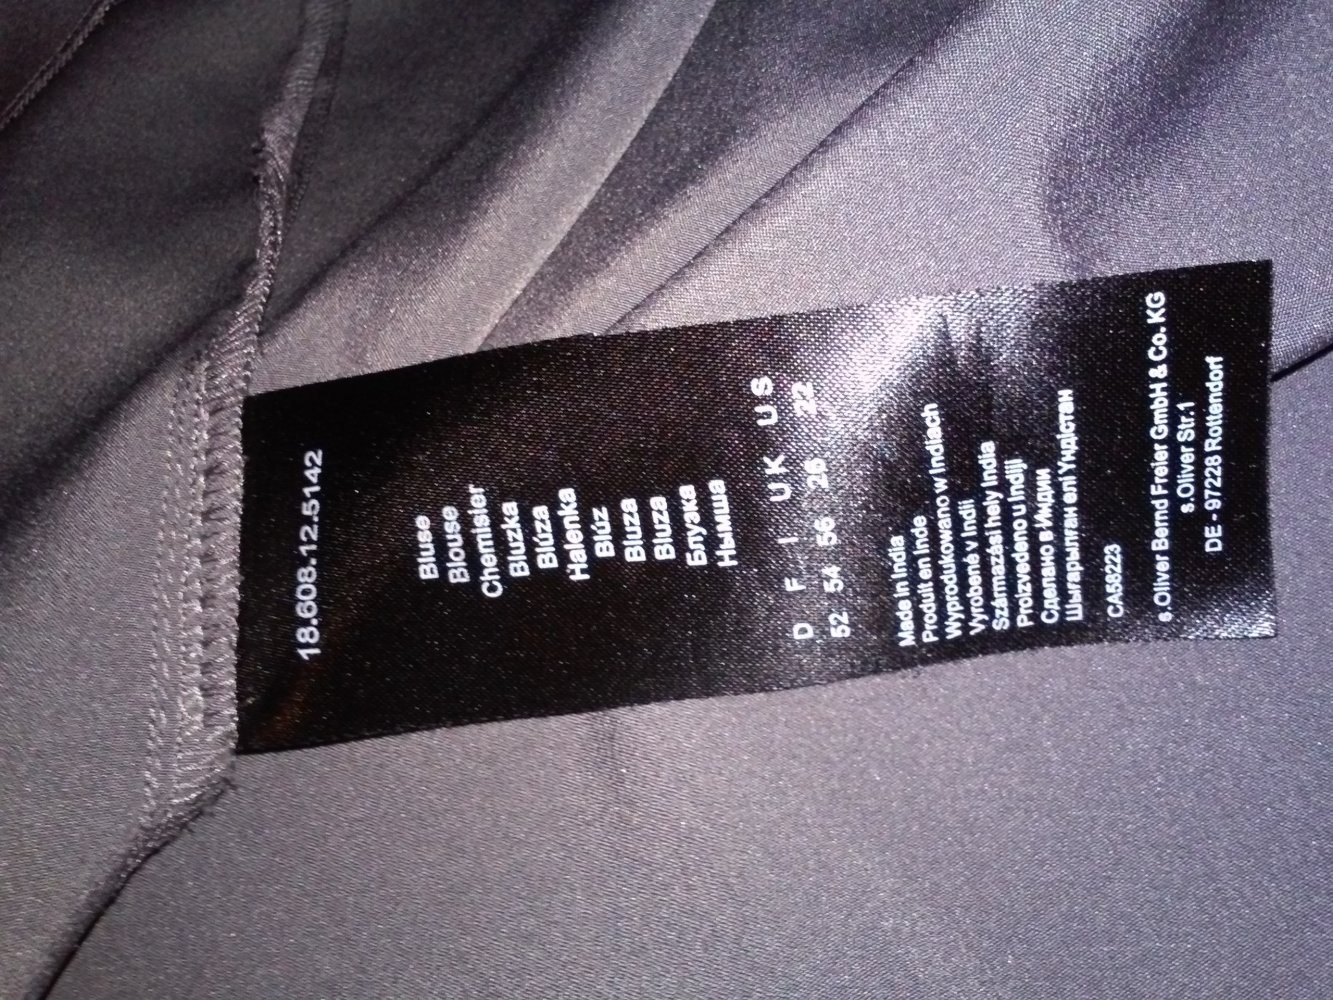 18.608.12.5142
Bluse
Blouse
Chemisier
Bluzka
Blúza
Halenka
Blúz
Bluza
Bluza
Блузка
Нымша
D F I UK US
52 54 56 26 22
Made in India
Produit en Inde
Wyprodukowano w Indiach
Vyrobené v Indii
Származási hely India
Proizvedeno u Indiji
Сделано в Индии
Шығарылған елі Үндістан
CA58223
s.Oliver Bernd Freier GmbH & Co. KG
s.Oliver Str.1
DE - 97228 Rottendorf